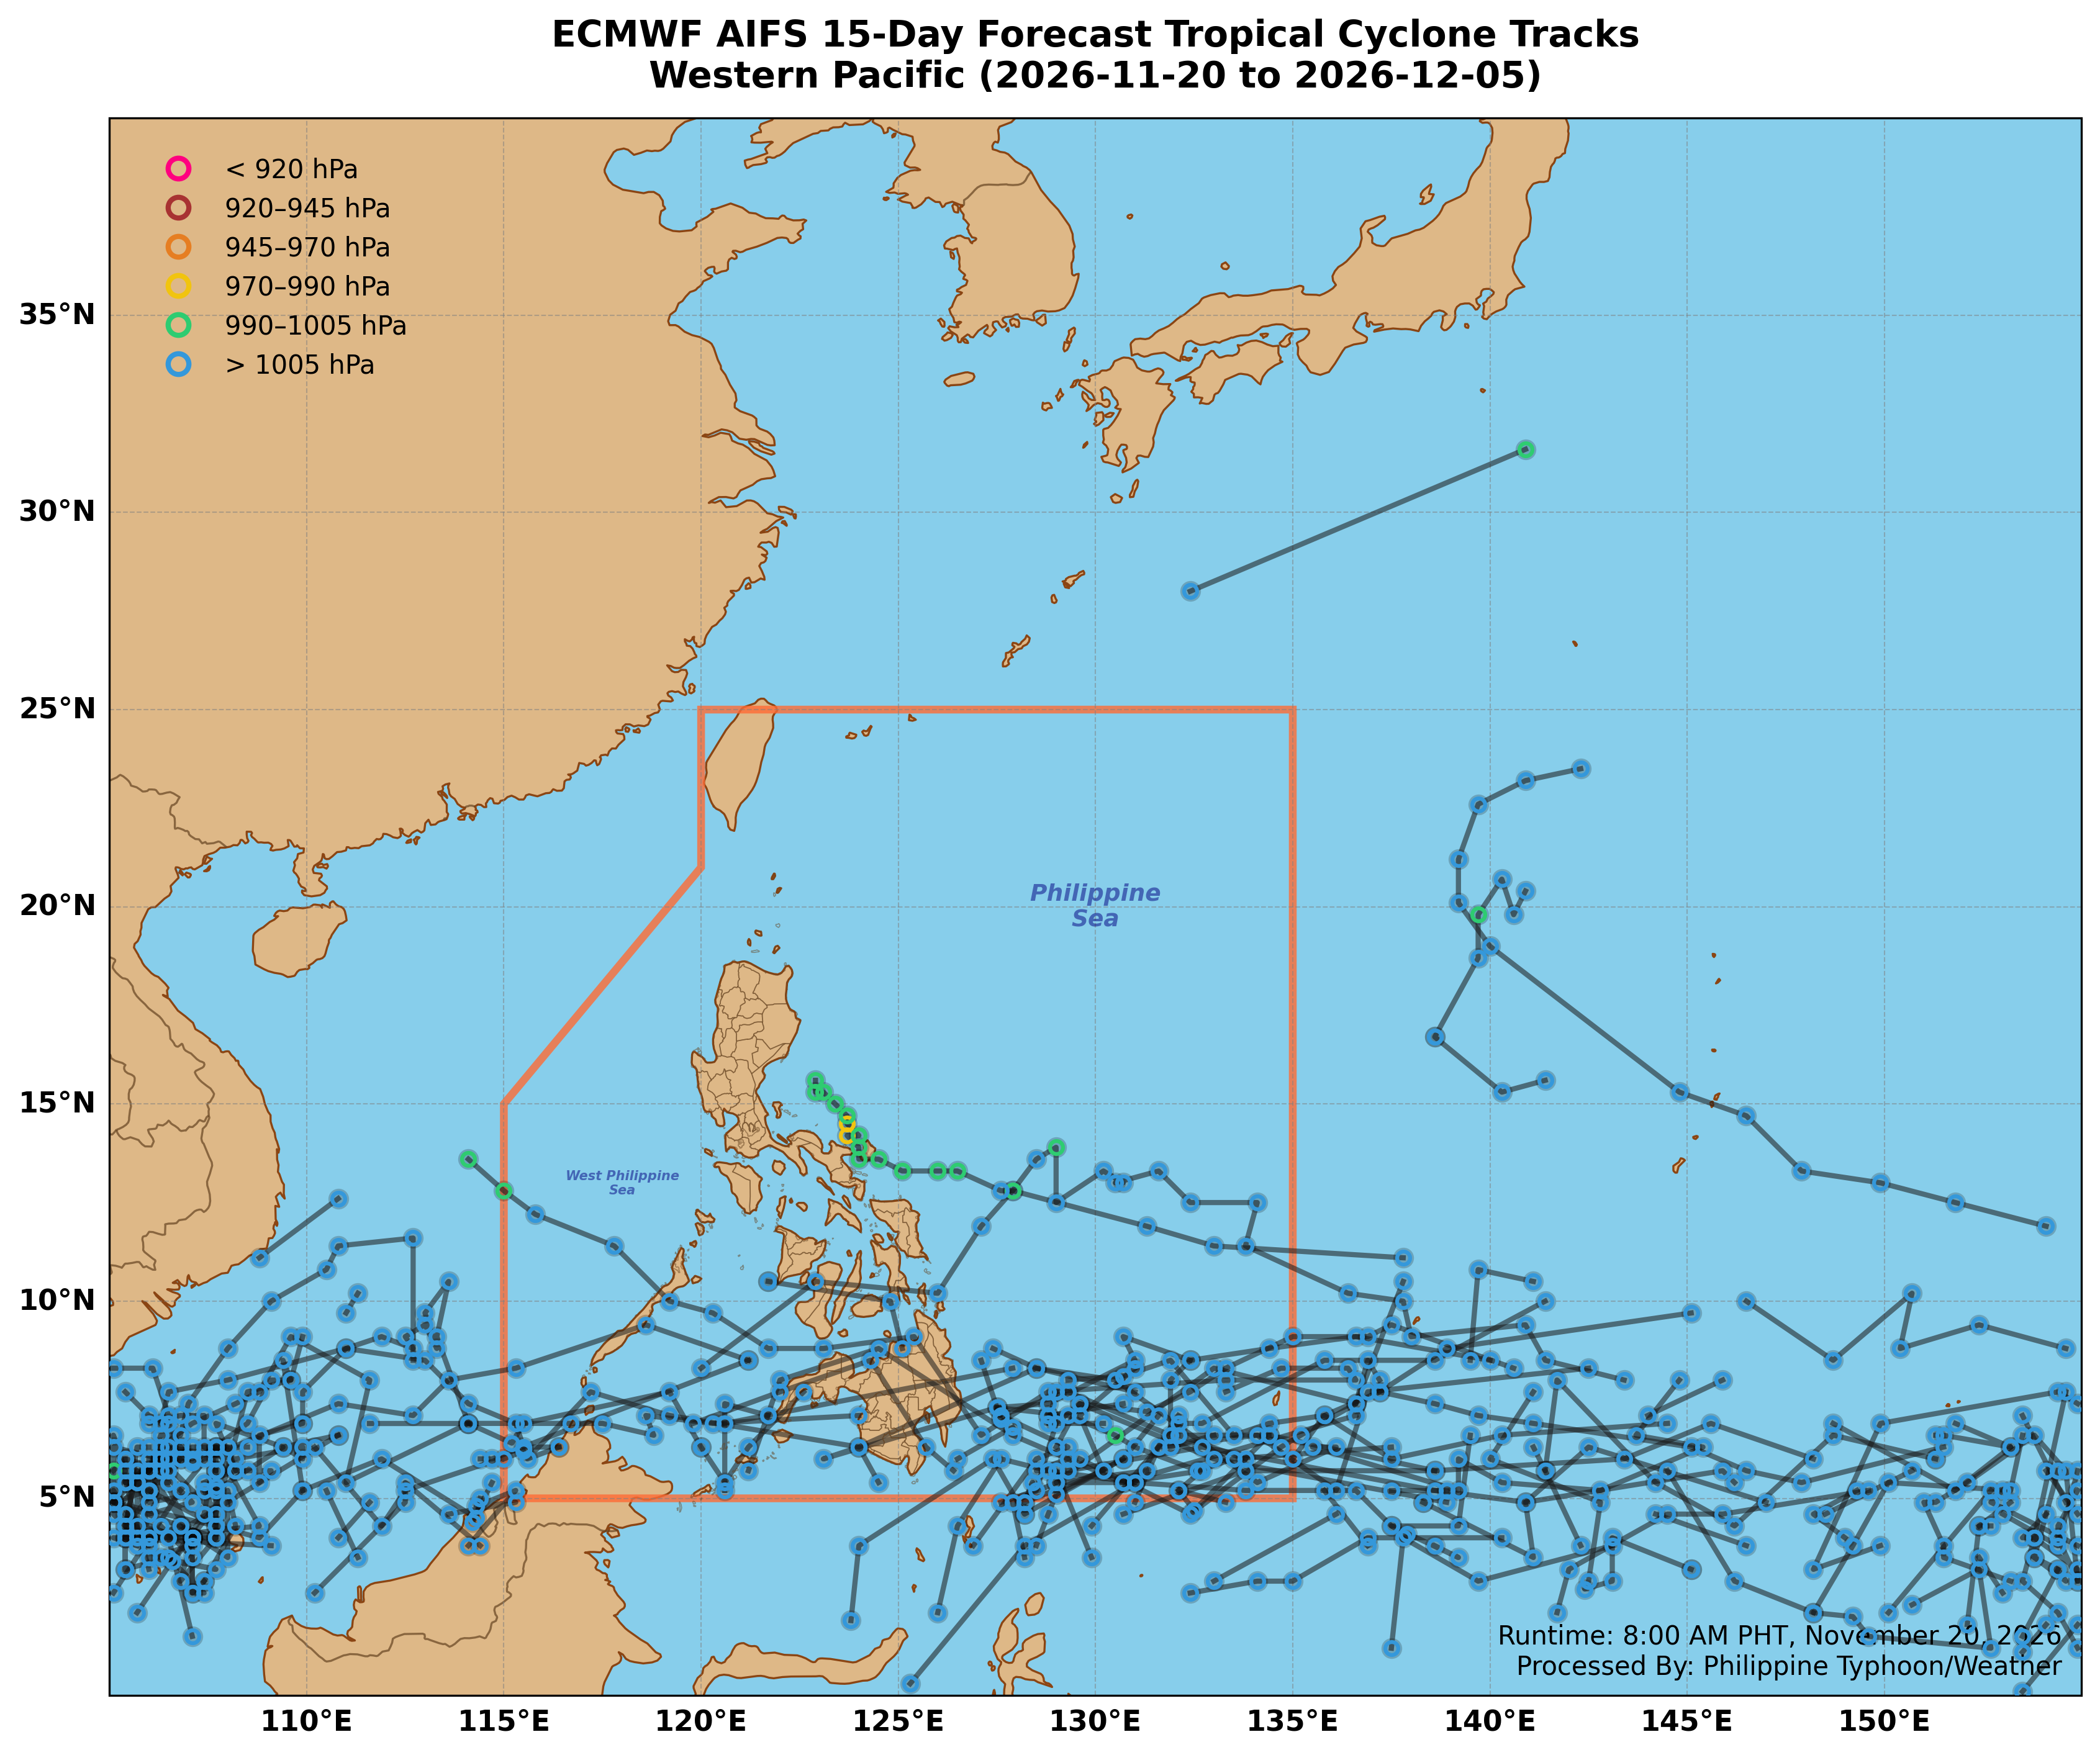 ECMWF AIFS 15-Day Forecast Tropical Cyclone Tracks
Western Pacific (2026-11-20 to 2026-12-05)
< 920 hPa
920–945 hPa
945–970 hPa
970–990 hPa
990–1005 hPa
> 1005 hPa
35°N
30°N
25°N
20°N
15°N
10°N
5°N
Philippine
Sea
West Philippine
Sea
Runtime: 8:00 AM PHT, November 20, 2026
Processed By: Philippine Typhoon/Weather
110°E
115°E
120°E
125°E
130°E
135°E
140°E
145°E
150°E